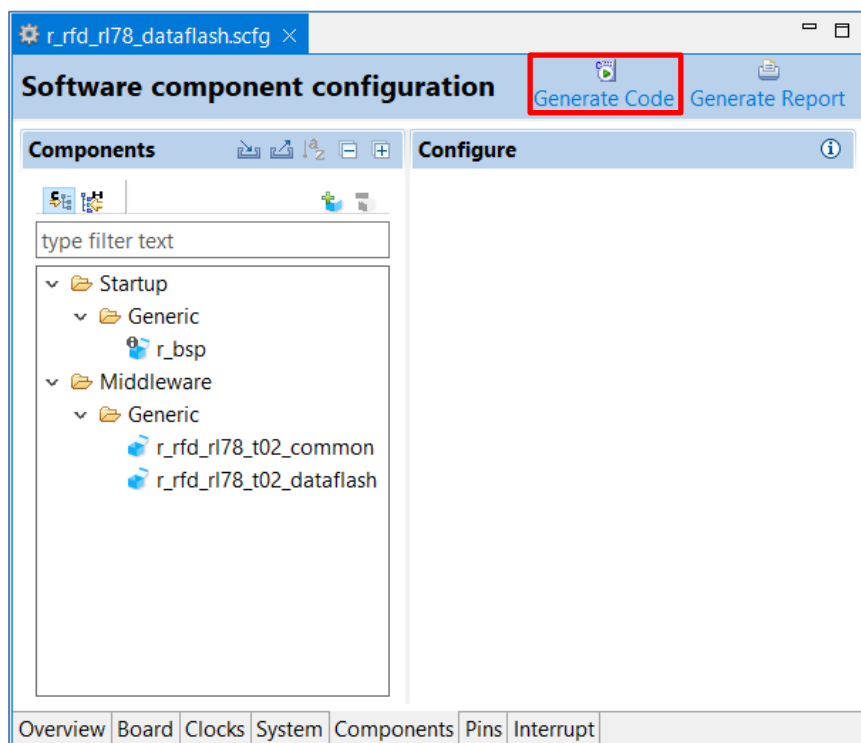 r_rfd_rl78_dataflash.scfg
Software component configuration
Generate Code
Generate Report
Components
Configure
type filter text
Startup
Generic
r_bsp
Middleware
Generic
r_rfd_rl78_t02_common
r_rfd_rl78_t02_dataflash
Overview Board Clocks System Components Pins Interrupt